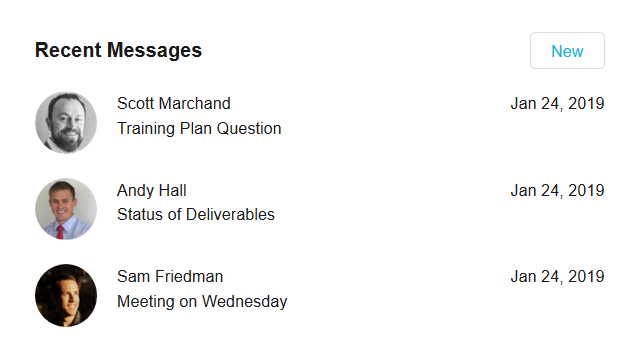 Recent Messages
New
Scott Marchand
Jan 24, 2019
Training Plan Question
Andy Hall
Jan 24, 2019
Status of Deliverables
Sam Friedman
Jan 24, 2019
Meeting on Wednesday